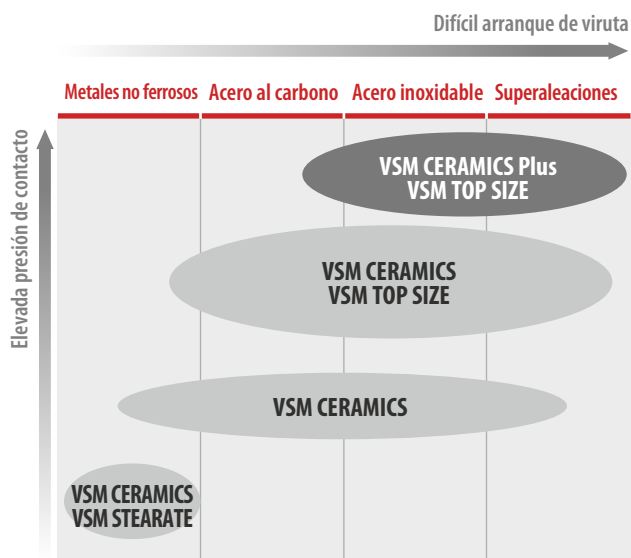 Difícil arranque de viruta
Metales no ferrosos
Acero al carbono
Acero inoxidable
Superaleaciones
Elevada presión de contacto
VSM CERAMICS Plus
VSM TOP SIZE
VSM CERAMICS
VSM TOP SIZE
VSM CERAMICS
VSM CERAMICS
VSM STEARATE